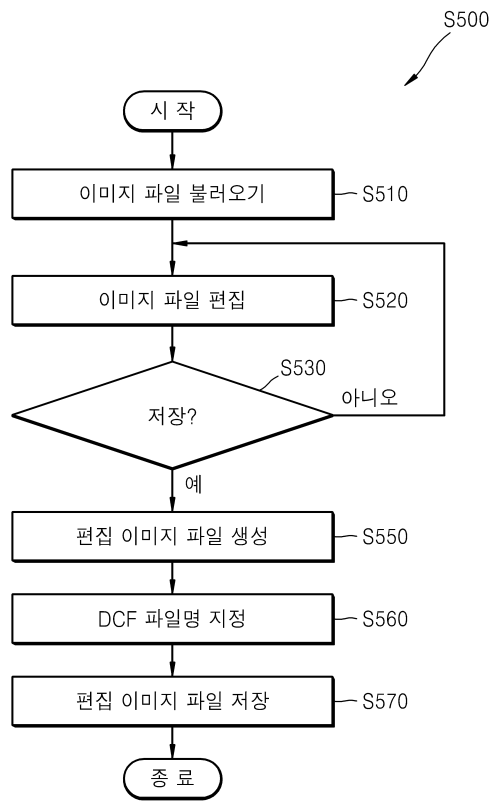 S500
시 작
이미지 파일 불러오기
S510
이미지 파일 편집
S520
S530
저장?
아니오
예
편집 이미지 파일 생성
S550
DCF 파일명 지정
S560
편집 이미지 파일 저장
S570
종 료